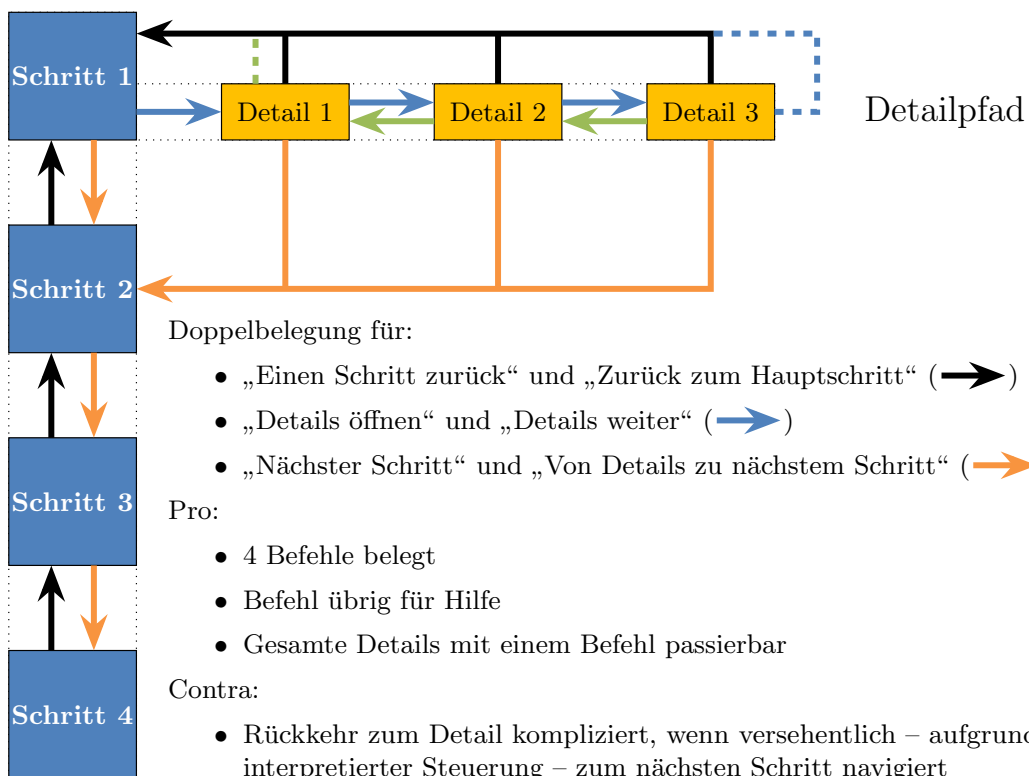 Schritt 1
Detail 1
Detail 2
Detail 3
Detailpfad
Schritt 2
Doppelbelegung für:
• „Einen Schritt zurück“ und „Zurück zum Hauptschritt“ ( )
• „Details öffnen“ und „Details weiter“ ( )
• „Nächster Schritt“ und „Von Details zu nächstem Schritt“ (
Schritt 3
Pro:
• 4 Befehle belegt
• Befehl übrig für Hilfe
• Gesamte Details mit einem Befehl passierbar
Contra:
Schritt 4
• Rückkehr zum Detail kompliziert, wenn versehentlich – aufgrund
interpretierter Steuerung – zum nächsten Schritt navigiert